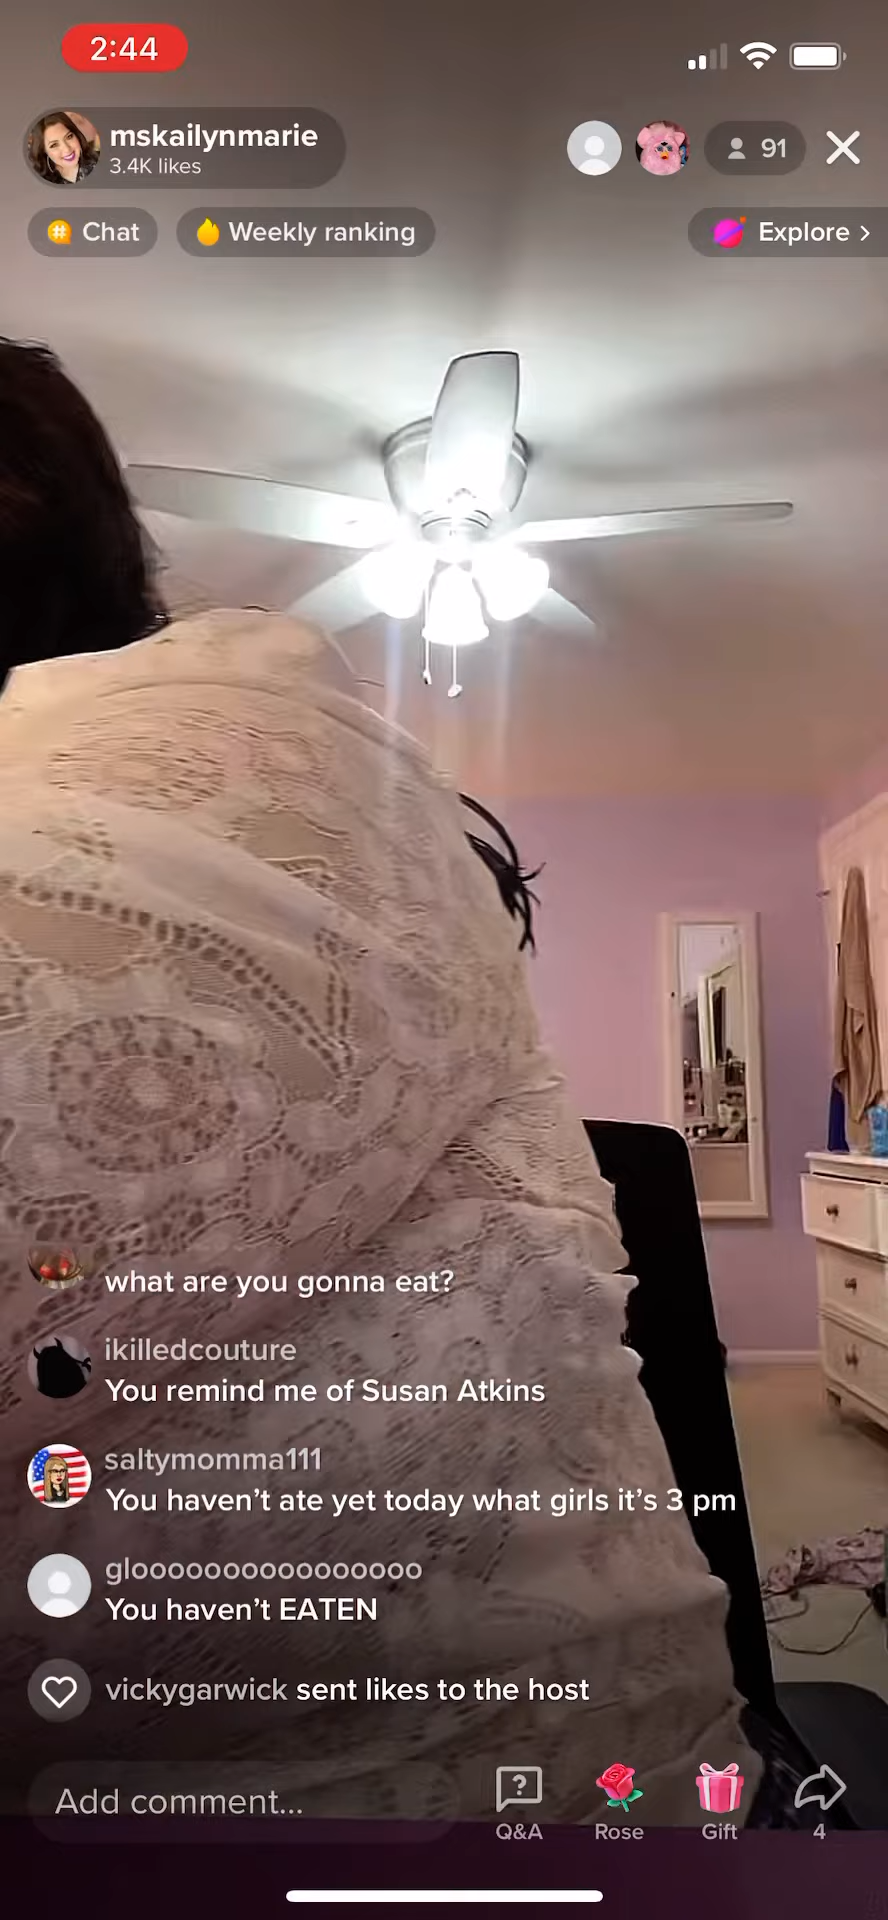 2:44
mskailynmarie
3.4K likes
91
Chat
Weekly ranking
Explore >
what are you gonna eat?
ikilledcouture
You remind me of Susan Atkins
saltymomma111
You haven't ate yet today what girls it's 3 pm
glooooooooooooooooo
You haven't EATEN
vickygarwick sent likes to the host
Add comment...
Q&A
Rose
Gift
4